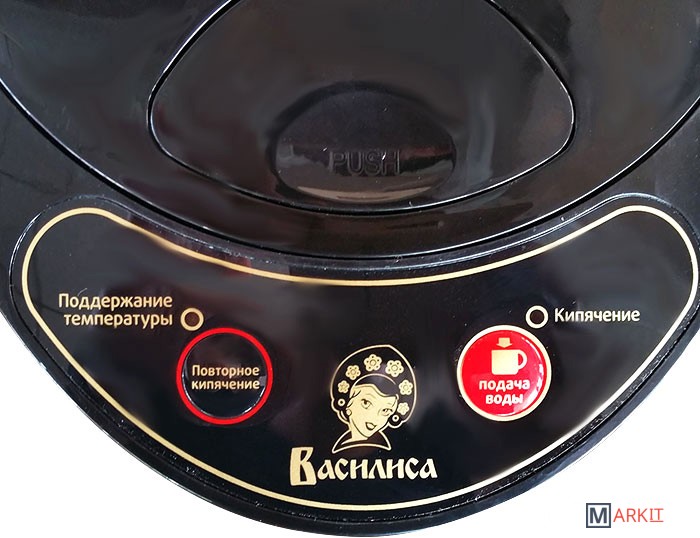 PUSH
Поддержание
температуры
Повторное
кипячение
Василиса
Кипячение
подача
воды
MARKIT